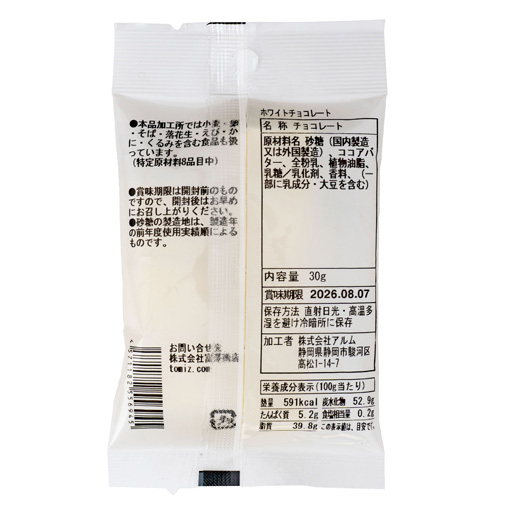 ●本品加工所では小麦・卵
・そば・落花生・えび・か
に・くるみを含む食品も扱
っています。
(特定原材料8品目中)
●賞味期限は開封前のもの
ですので、開封後はお早め
にお召し上がりください。
●砂糖の製造地は、製造年
の前年度使用実績順による
ものです。
お問い合せ先
株式会社富澤商店
tomiz.com
ホワイトチョコレート
名 称 チョコレート
原材料名 砂糖（国内製造
又は外国製造）、ココアバ
ター、全粉乳、植物油脂、
乳糖／乳化剤、香料、（一
部に乳成分・大豆を含む）
内容量 30g
賞味期限 2026.08.07
保存方法 直射日光・高温多
湿を避け冷暗所に保存
加工者 株式会社アルム
静岡県静岡市駿河区
高松1-14-7
栄養成分表示(100g当たり)
熱量 591kcal 炭水化物 52.9g
たんぱく質 5.2g 食塩相当量 0.2g
脂質 39.8g この表示値は、目安です。